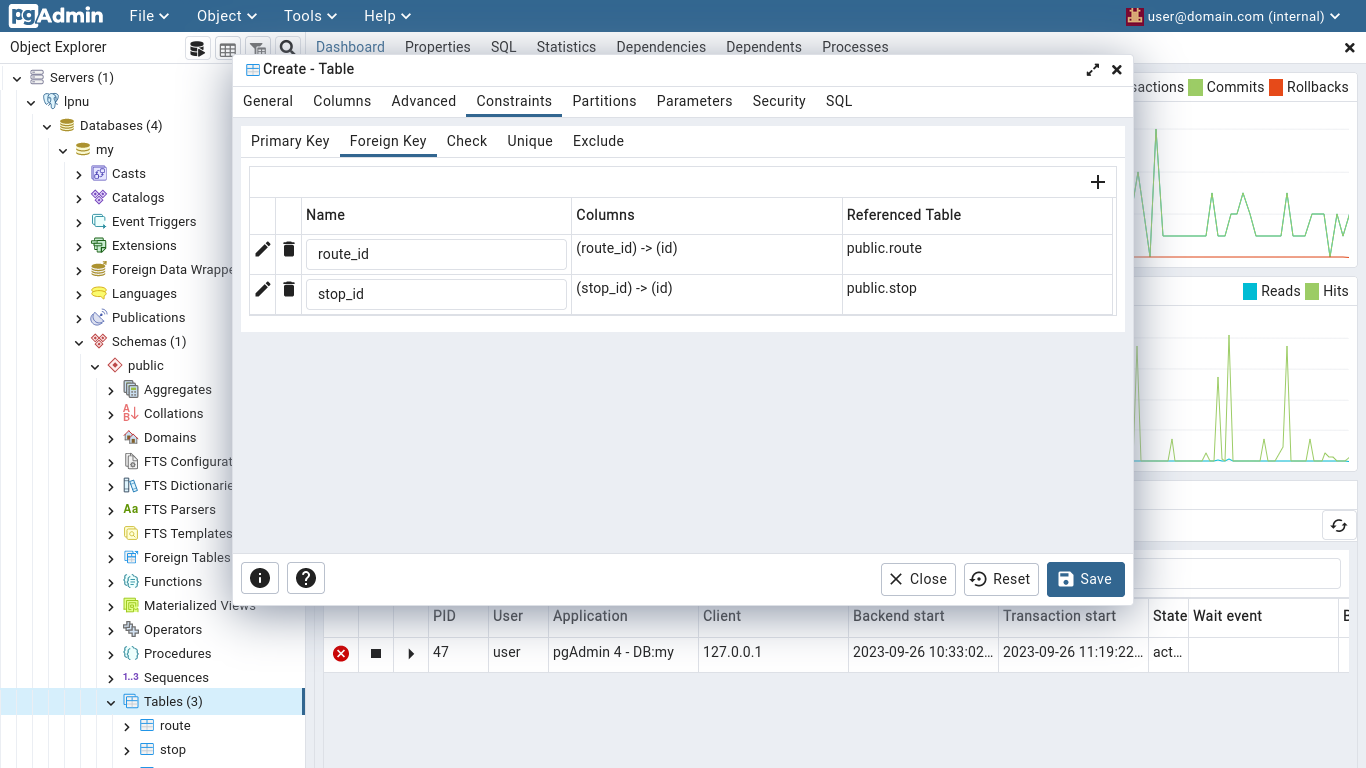 pgAdmin File Object Tools Help user@domain.com (internal)
Object Explorer Dashboard Properties SQL Statistics Dependencies Dependents Processes
Servers (1)
lpnu
Databases (4)
my
Casts
Catalogs
Event Triggers
Extensions
Foreign Data Wrappe
Languages
Publications
Schemas (1)
public
Aggregates
Collations
Domains
FTS Configurat
FTS Dictionarie
FTS Parsers
FTS Templates
Foreign Tables
Functions
Materialized Views
Operators
Procedures
1..3 Sequences
Tables (3)
route
stop
Create - Table
General Columns Advanced Constraints Partitions Parameters Security SQL
Primary Key Foreign Key Check Unique Exclude
Name Columns Referenced Table
route_id (route_id) -> (id) public.route
stop_id (stop_id) -> (id) public.stop
Close Reset Save
sactions Commits Rollbacks
Reads Hits
PID User Application Client Backend start Transaction start State Wait event
47 user pgAdmin 4 - DB:my 127.0.0.1 2023-09-26 10:33:02... 2023-09-26 11:19:22... act...